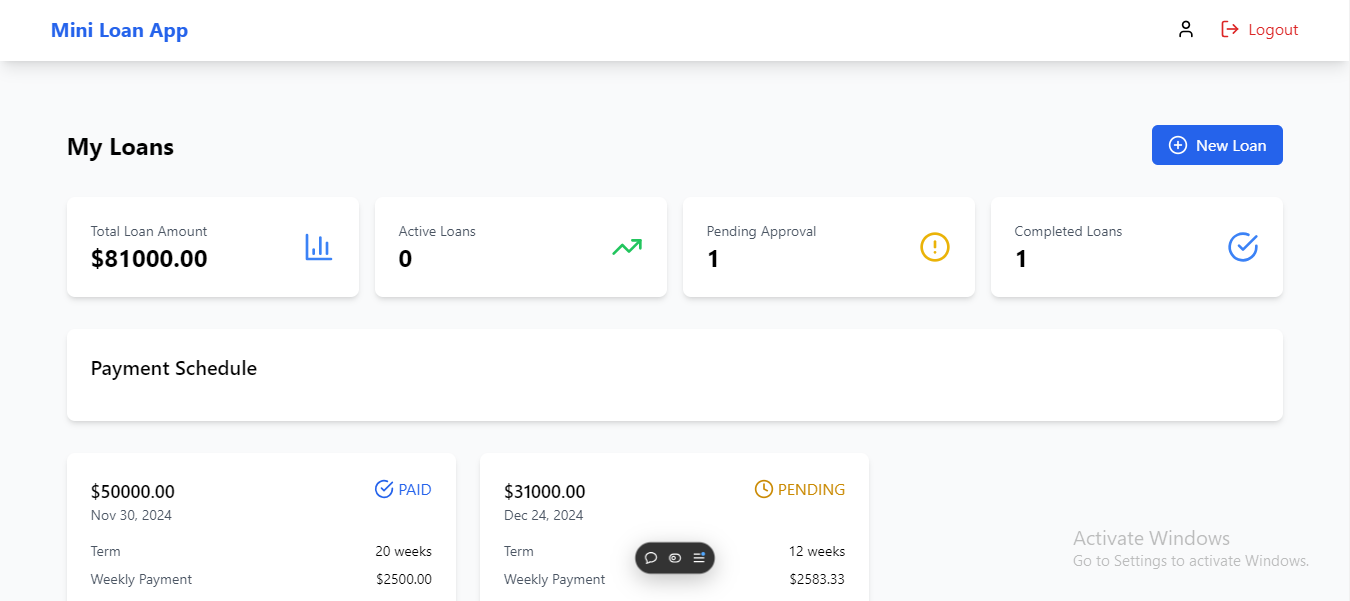 Mini Loan App
Logout
My Loans
New Loan
Total Loan Amount
$81000.00
Active Loans
0
Pending Approval
1
Completed Loans
1
Payment Schedule
$50000.00
PAID
Nov 30, 2024
Term 20 weeks
Weekly Payment $2500.00
$31000.00
PENDING
Dec 24, 2024
Term 12 weeks
Weekly Payment $2583.33
Activate Windows
Go to Settings to activate Windows.